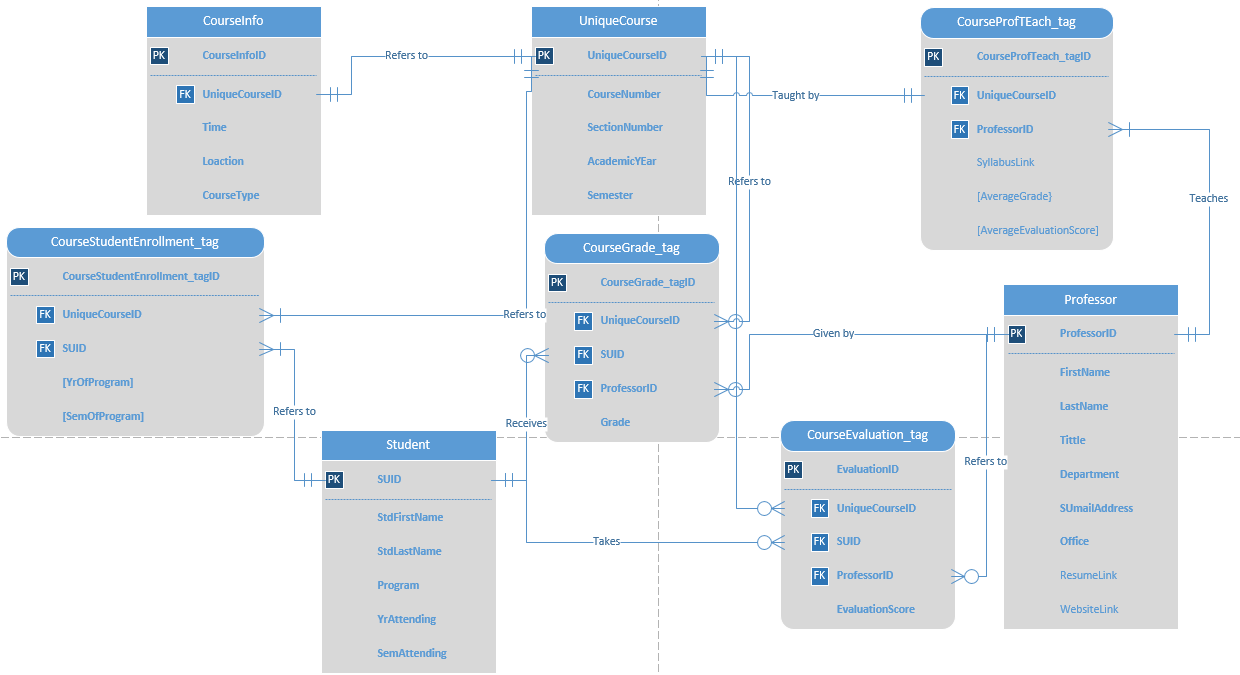 CourseInfo
PK CourseInfoID
FK UniqueCourseID
Time
Loaction
CourseType
Refers to
UniqueCourse
PK UniqueCourseID
CourseNumber
SectionNumber
AcademicYEar
Semester
Taught by
Refers to
CourseProfTEach_tag
PK CourseProfTeach_tagID
FK UniqueCourseID
FK ProfessorID
SyllabusLink
[AverageGrade]
[AverageEvaluationScore]
Teaches
CourseStudentEnrollment_tag
PK CourseStudentEnrollment_tagID
FK UniqueCourseID
FK SUID
[YrOfProgram]
[SemOfProgram]
Refers to
Refers to
CourseGrade_tag
PK CourseGrade_tagID
FK UniqueCourseID
FK SUID
FK ProfessorID
Grade
Given by
Receives
Professor
PK ProfessorID
FirstName
LastName
Tittle
Department
SUmailAddress
Office
ResumeLink
WebsiteLink
Student
PK SUID
StdFirstName
StdLastName
Program
YrAttending
SemAttending
Takes
CourseEvaluation_tag
PK EvaluationID
FK UniqueCourseID
FK SUID
FK ProfessorID
EvaluationScore
Refers to